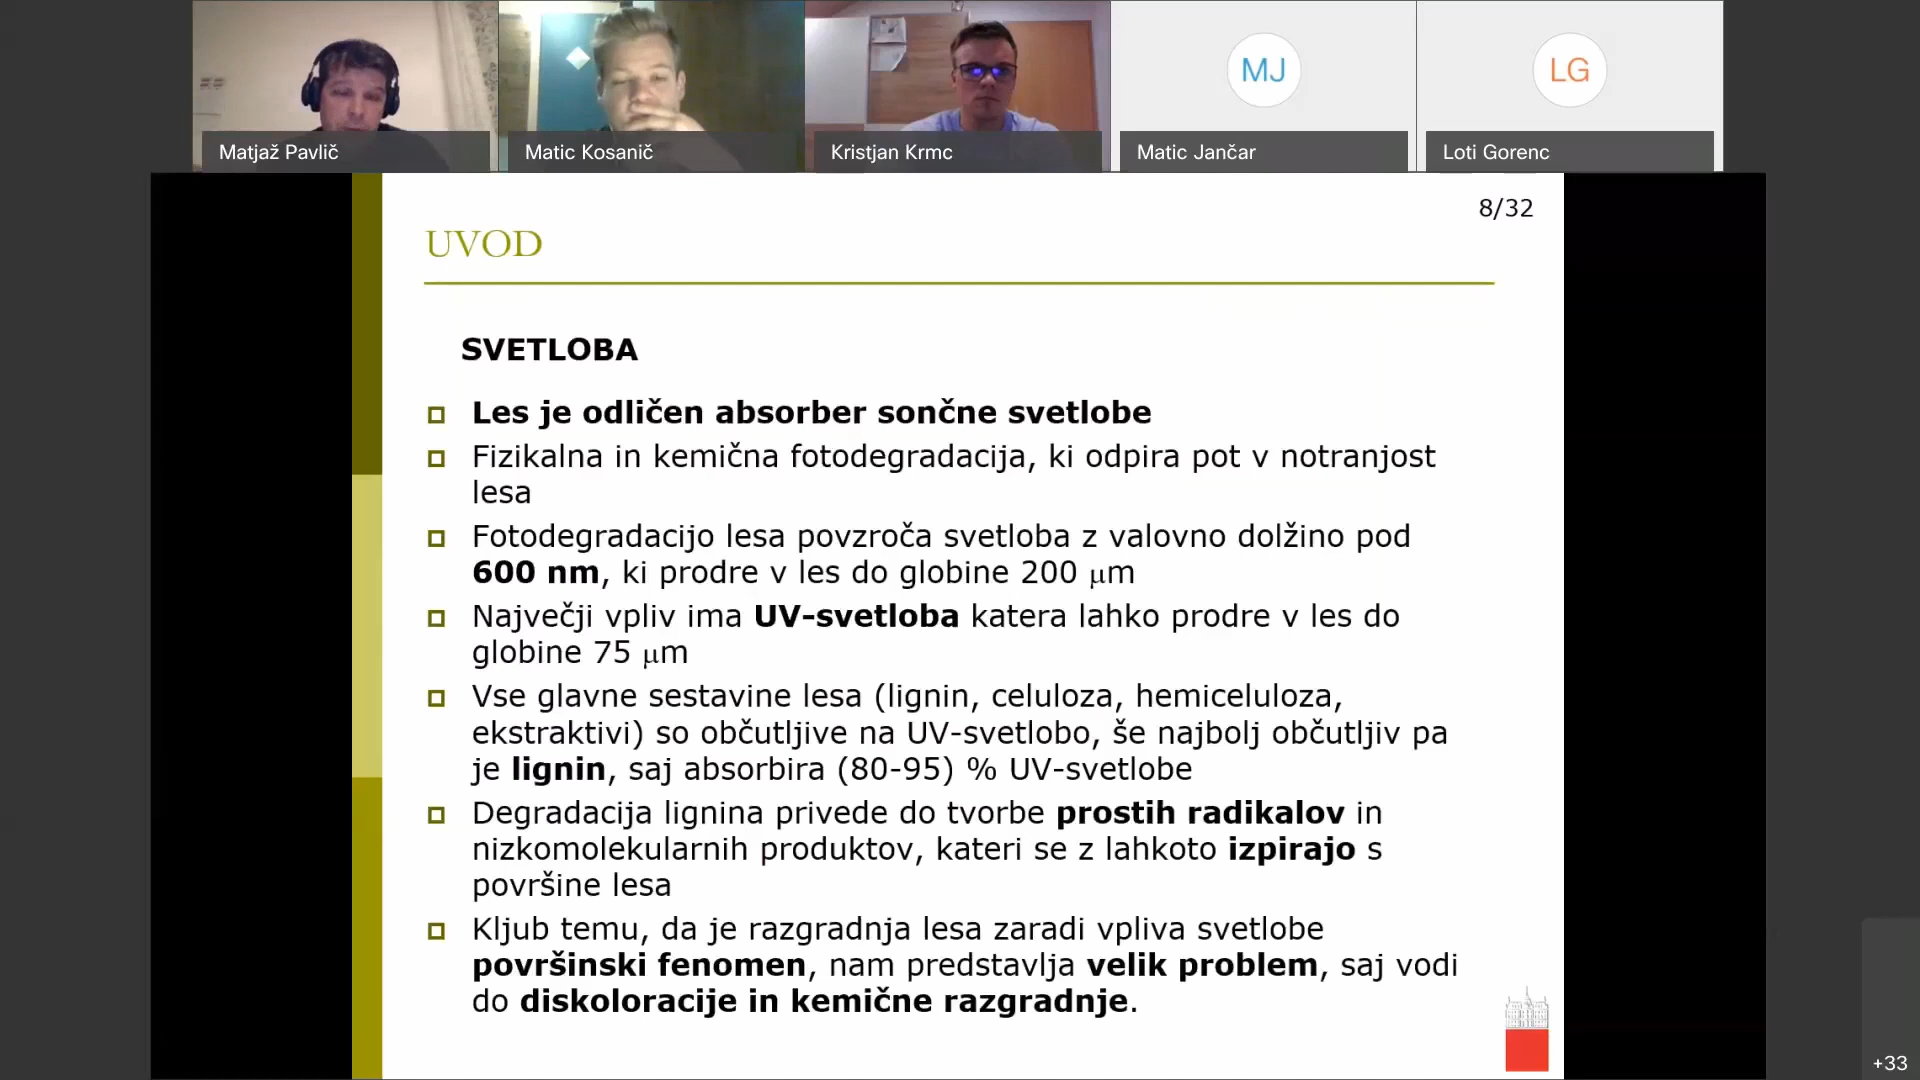 MJ
LG
Matjaž Pavlič
Matic Kosanič
Kristjan Krmc
Matic Jančar
Loti Gorenc
8/32
UVOD
SVETLOBA
Les je odličen absorber sončne svetlobe
Fizikalna in kemična fotodegradacija, ki odpira pot v notranjost
lesa
Fotodegradacijo lesa povzroča svetloba z valovno dolžino pod
600 nm, ki prodre v les do globine 200 μm
Največji vpliv ima UV-svetloba katera lahko prodre v les do
globine 75 μm
Vse glavne sestavine lesa (lignin, celuloza, hemiceluloza,
ekstraktivi) so občutljive na UV-svetlobo, še najbolj občutljiv pa
je lignin, saj absorbira (80-95) % UV-svetlobe
Degradacija lignina privede do tvorbe prostih radikalov in
nizkomolekularnih produktov, kateri se z lahkoto izpirajo s
površine lesa
Kljub temu, da je razgradnja lesa zaradi vpliva svetlobe
površinski fenomen, nam predstavlja velik problem, saj vodi
do diskoloracije in kemične razgradnje.
+33